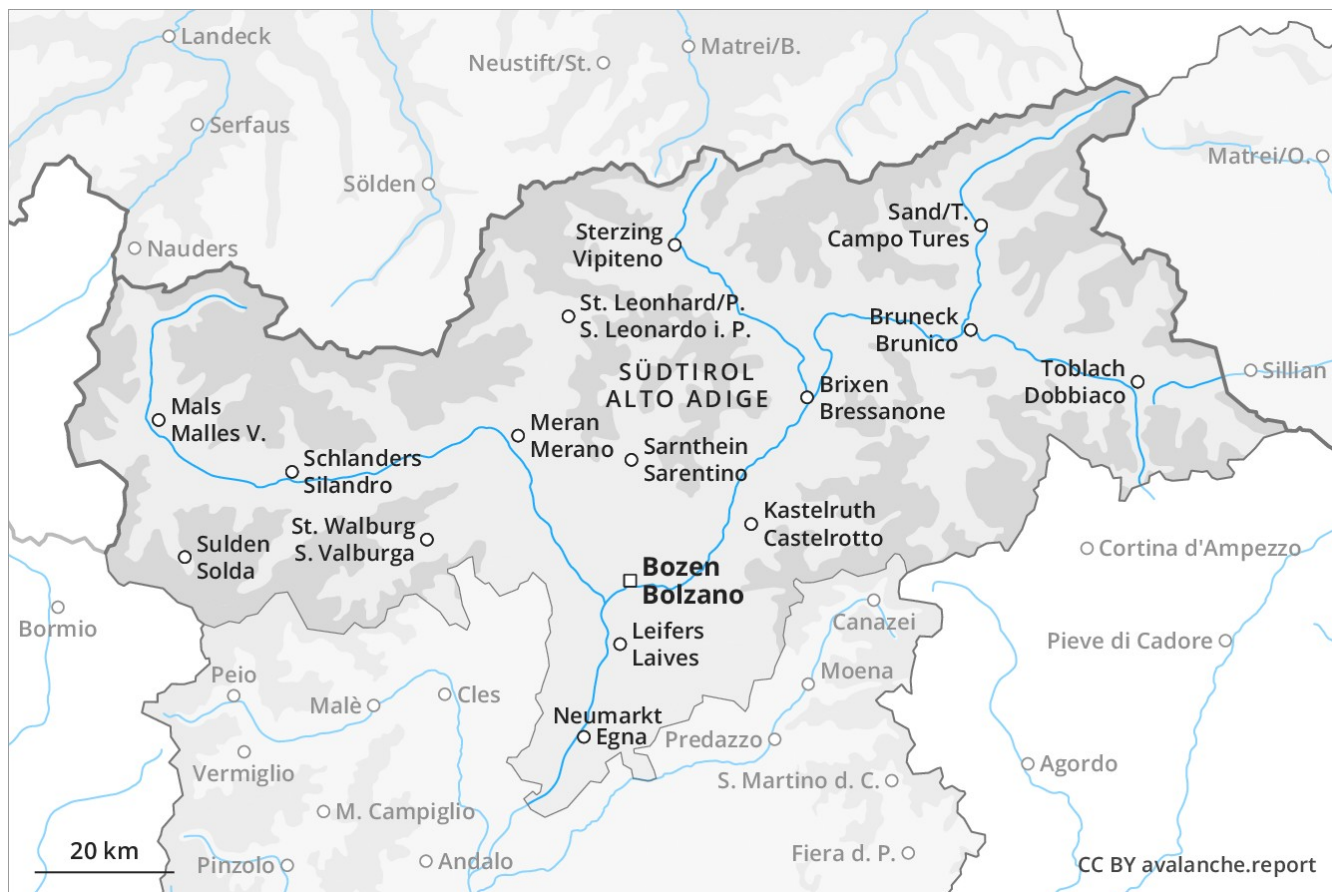 Landeck
Matrei/B.
Neustift/St.
Serfaus
Matrei/O.
Sölden
Sand/T.
Campo Tures
Sterzing
Vipiteno
Nauders
St. Leonhard/P.
S. Leonardo i. P.
Bruneck
Brunico
SÜDTIROL
ALTO ADIGE
Toblach
Dobbiaco
Sillian
Brixen
Bressanone
Mals
Malles V.
Meran
Merano
Sarnthein
Sarentino
Schlanders
Silandro
Kastelruth
Castelrotto
St. Walburg
S. Valburga
Sulden
Solda
Cortina d'Ampezzo
Bozen
Bolzano
Bormio
Canazei
Leifers
Laives
Pieve di Cadore
Peio
Moena
Malè
Cles
Neumarkt
Egna
Predazzo
Vermiglio
Agordo
S. Martino d. C.
M. Campiglio
20 km
Pinzolo
Andalo
Fiera d. P.
CC BY avalanche.report